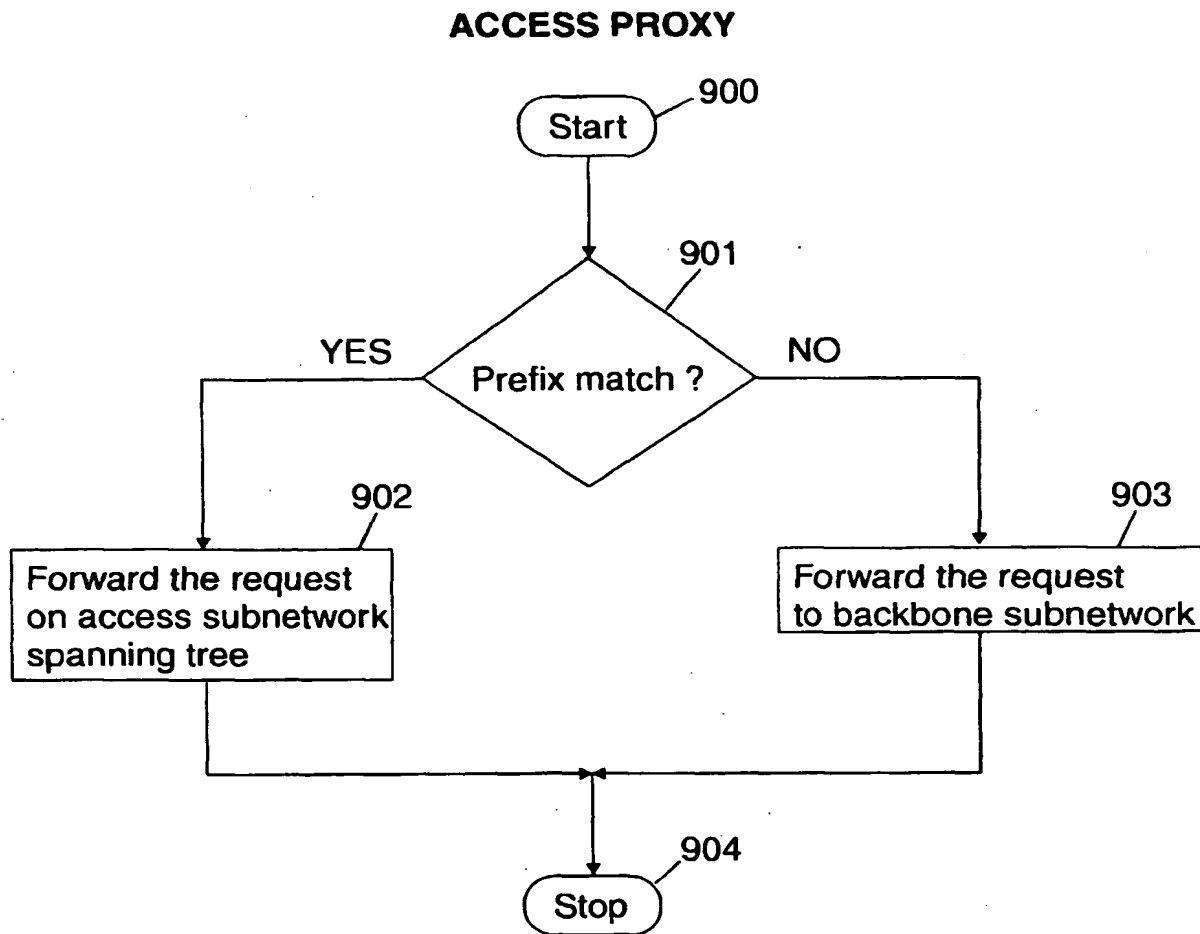 ACCESS PROXY
900
Start
901
YES
NO
Prefix match ?
902
903
Forward the request
on access subnetwork
spanning tree
Forward the request
to backbone subnetwork
904
Stop